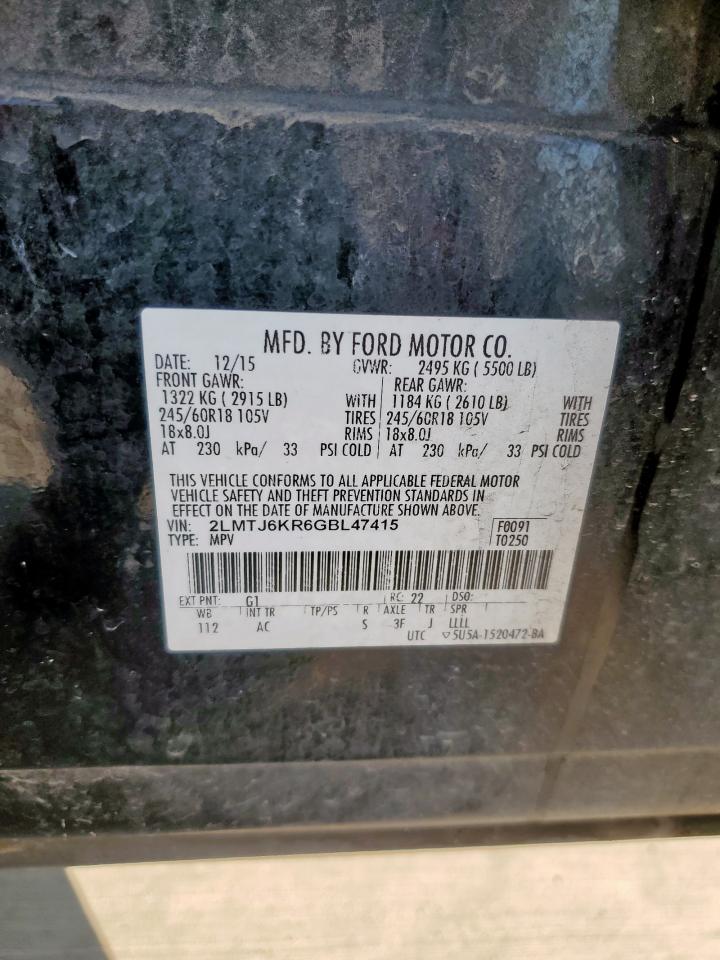 MFD. BY FORD MOTOR CO.
DATE: 12/15 GVWR: 2495 KG ( 5500 LB)
FRONT GAWR: REAR GAWR:
1322 KG ( 2915 LB) WITH 1184 KG ( 2610 LB) WITH
245/60R18 105V TIRES 245/60R18 105V TIRES
18x8.0J RIMS 18x8.0J RIMS
AT 230 kPa/ 33 PSI COLD AT 230 kPa/ 33 PSI COLD
THIS VEHICLE CONFORMS TO ALL APPLICABLE FEDERAL MOTOR
VEHICLE SAFETY AND THEFT PREVENTION STANDARDS IN
EFFECT ON THE DATE OF MANUFACTURE SHOWN ABOVE.
VIN: 2LMTJ6KR6GBL47415 F0091
TYPE: MPV T0250
EXT PNT: G1 RC: 22 DSO:
WB INT TR TP/PS R AXLE TR SPR
112 AC S 3F J LLLL
UTC ▽5U5A-1520472-BA